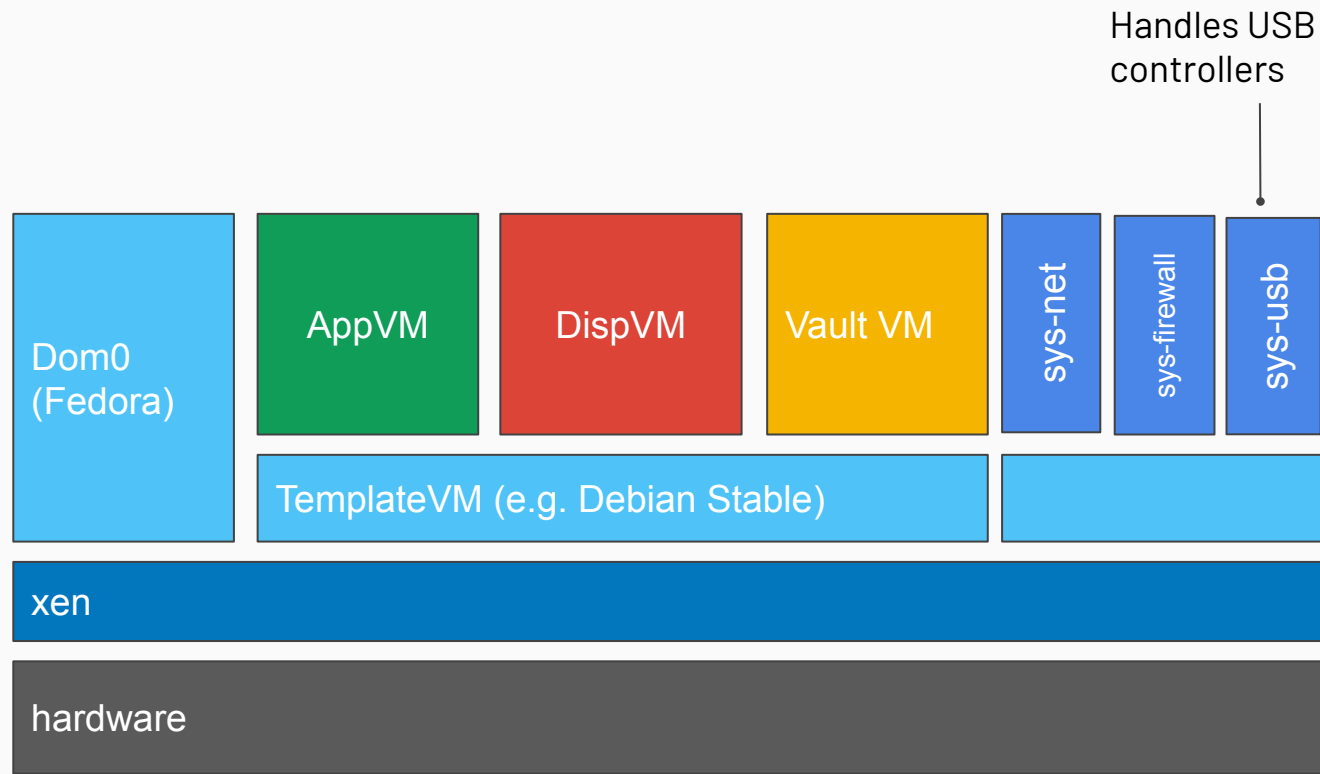 Handles USB
controllers
Dom0
(Fedora)
AppVM
DispVM
Vault VM
sys-net
sys-firewall
sys-usb
TemplateVM (e.g. Debian Stable)
xen
hardware